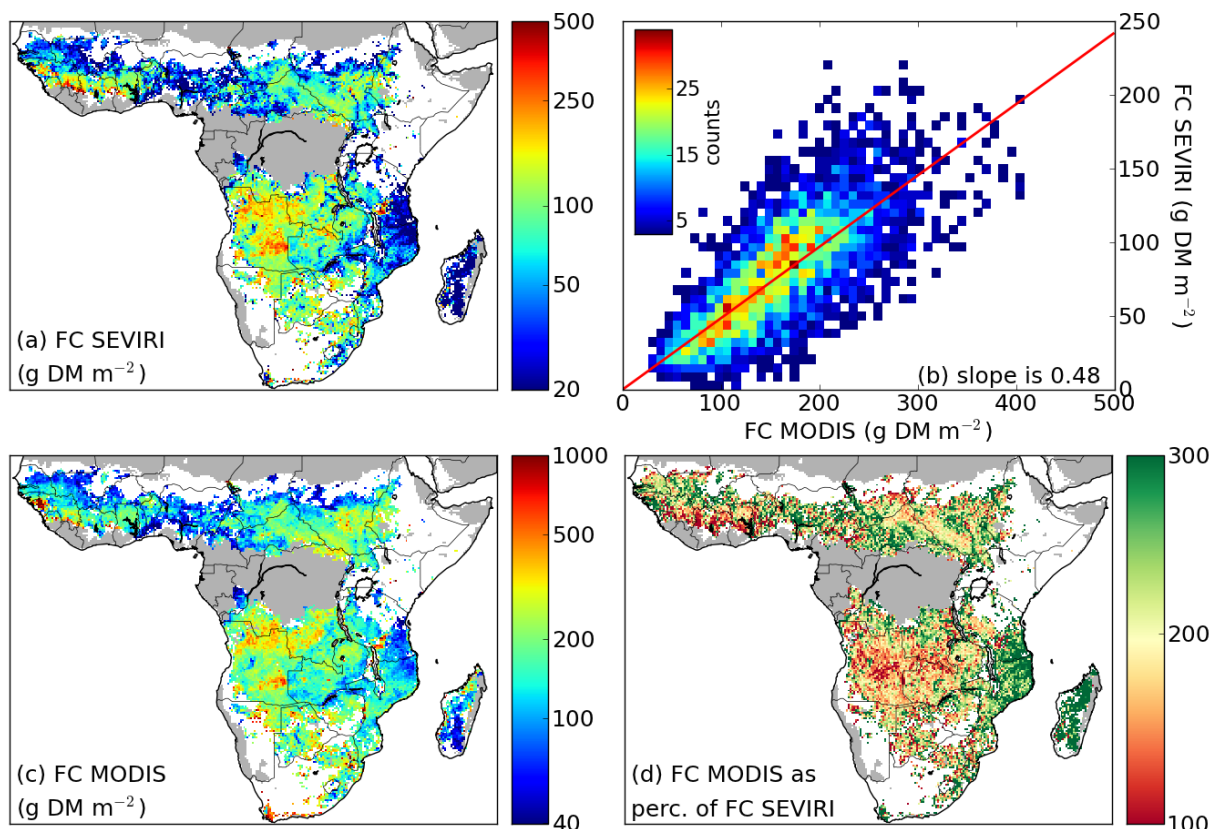 500
250
100
50
20
(a) FC SEVIRI
(g DM m⁻²)
250
200
150
100
50
0
FC SEVIRI (g DM m⁻²)
25
15
5
counts
(b) slope is 0.48
0 100 200 300 400 500
FC MODIS (g DM m⁻²)
1000
500
200
100
40
(c) FC MODIS
(g DM m⁻²)
300
200
100
(d) FC MODIS as
perc. of FC SEVIRI